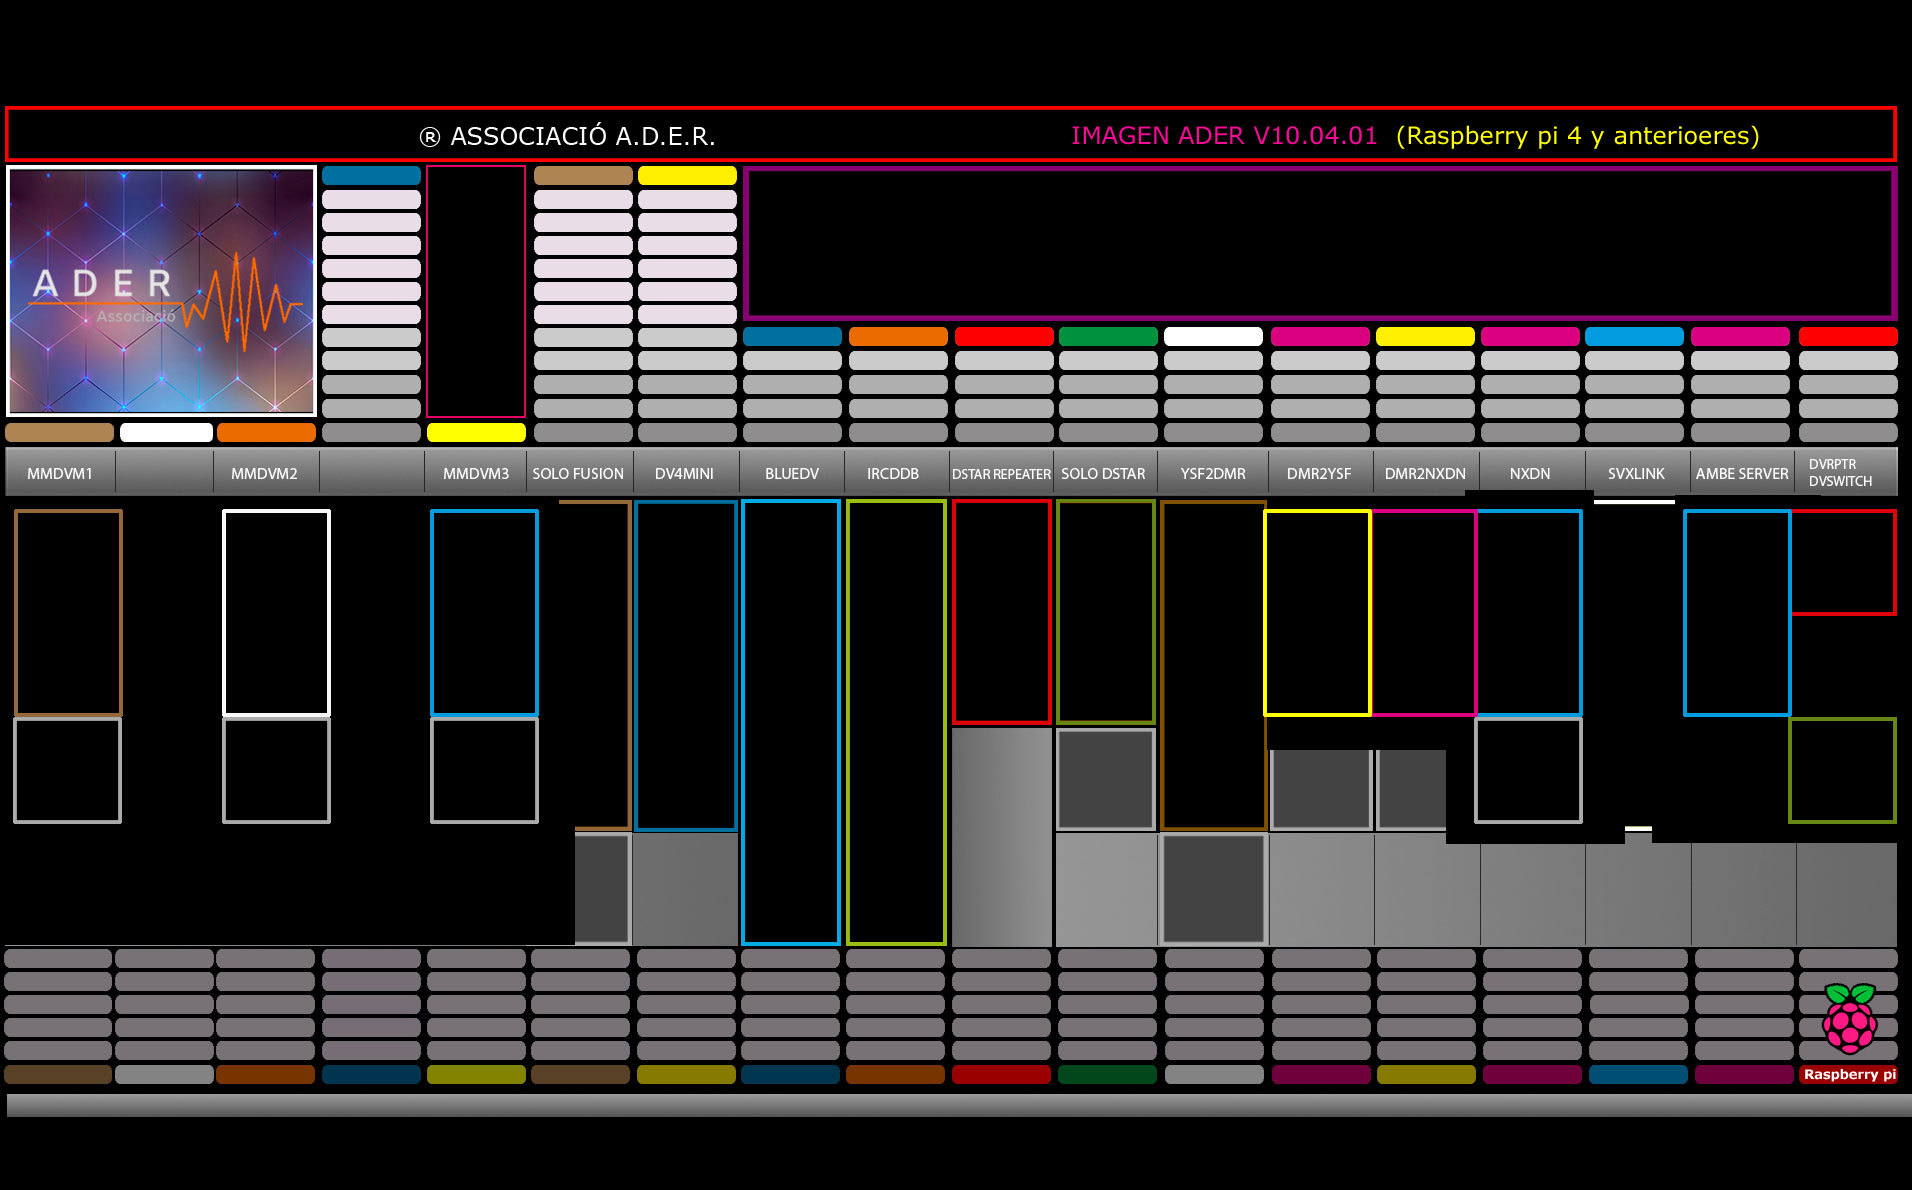 ® ASSOCIACIÓ A.D.E.R.
IMAGEN ADER V10.04.01 (Raspberry pi 4 y anterioeres)
ADER
Associació
MMDVM1
MMDVM2
MMDVM3
SOLO FUSION
DV4MINI
BLUEDV
IRCDDB
DSTAR REPEATER
SOLO DSTAR
YSF2DMR
DMR2YSF
DMR2NXDN
NXDN
SVXLINK
AMBE SERVER
DVRPTR
DVSWITCH
Raspberry pi